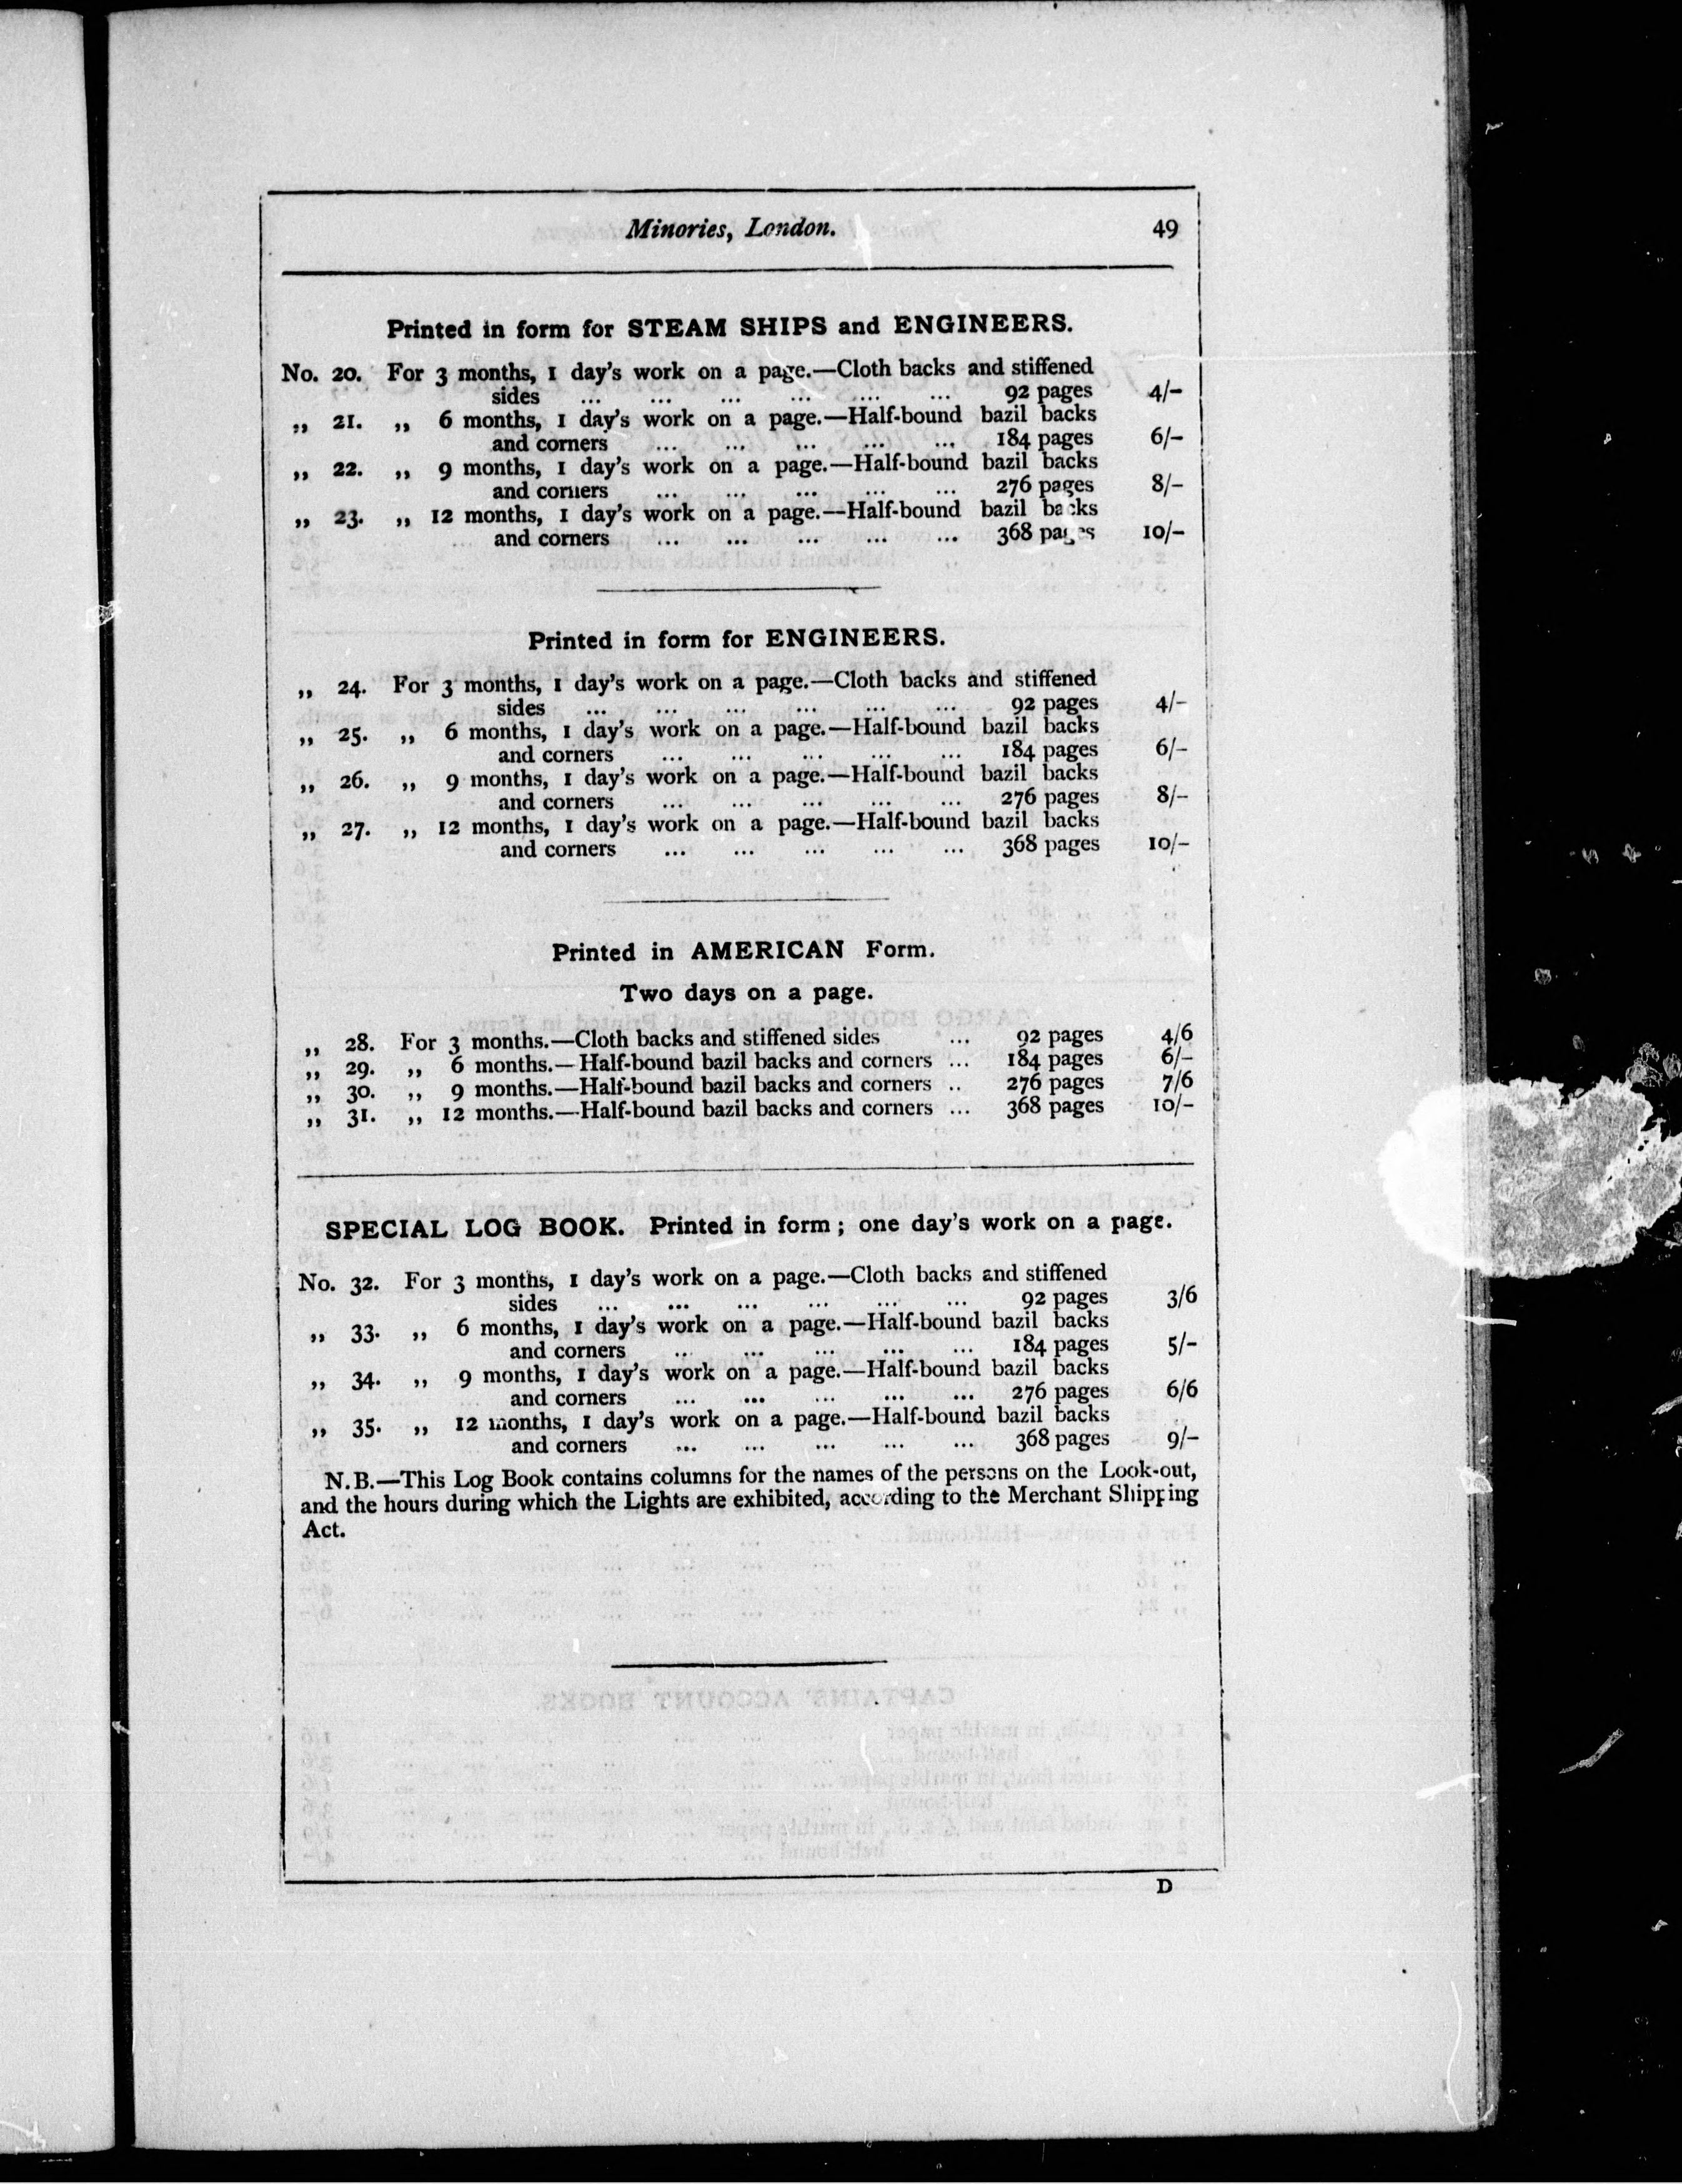 Minories, London. 49
Printed in form for STEAM SHIPS and ENGINEERS.
No. 20. For 3 months, 1 day's work on a page.—Cloth backs and stiffened
sides ... ... ... ... ... ... 92 pages 4/-
„ 21. „ 6 months, 1 day's work on a page.—Half-bound bazil backs
and corners ... ... ... ... ... 184 pages 6/-
„ 22. „ 9 months, 1 day's work on a page.—Half-bound bazil backs
and corners ... ... ... ... ... 276 pages 8/-
„ 23. „ 12 months, 1 day's work on a page.—Half-bound bazil backs
and corners ... ... ... ... ... 368 pages 10/-
Printed in form for ENGINEERS.
„ 24. For 3 months, 1 day's work on a page.—Cloth backs and stiffened
sides ... ... ... ... ... ... 92 pages 4/-
„ 25. „ 6 months, 1 day's work on a page.—Half-bound bazil backs
and corners ... ... ... ... ... 184 pages 6/-
„ 26. „ 9 months, 1 day's work on a page.—Half-bound bazil backs
and corners ... ... ... ... ... 276 pages 8/-
„ 27. „ 12 months, 1 day's work on a page.—Half-bound bazil backs
and corners ... ... ... ... ... 368 pages 10/-
Printed in AMERICAN Form.
Two days on a page.
„ 28. For 3 months.—Cloth backs and stiffened sides ... 92 pages 4/6
„ 29. „ 6 months.—Half-bound bazil backs and corners ... 184 pages 6/-
„ 30. „ 9 months.—Half-bound bazil backs and corners .. 276 pages 7/6
„ 31. „ 12 months.—Half-bound bazil backs and corners ... 368 pages 10/-
SPECIAL LOG BOOK. Printed in form; one day's work on a page.
No. 32. For 3 months, 1 day's work on a page.—Cloth backs and stiffened
sides ... ... ... ... ... ... 92 pages 3/6
„ 33. „ 6 months, 1 day's work on a page.—Half-bound bazil backs
and corners ... ... ... ... ... 184 pages 5/-
„ 34. „ 9 months, 1 day's work on a page.—Half-bound bazil backs
and corners ... ... ... ... ... 276 pages 6/6
„ 35. „ 12 months, 1 day's work on a page.—Half-bound bazil backs
and corners ... ... ... ... ... 368 pages 9/-
N.B.—This Log Book contains columns for the names of the persons on the Look-out,
and the hours during which the Lights are exhibited, according to the Merchant Shipping
Act.
D